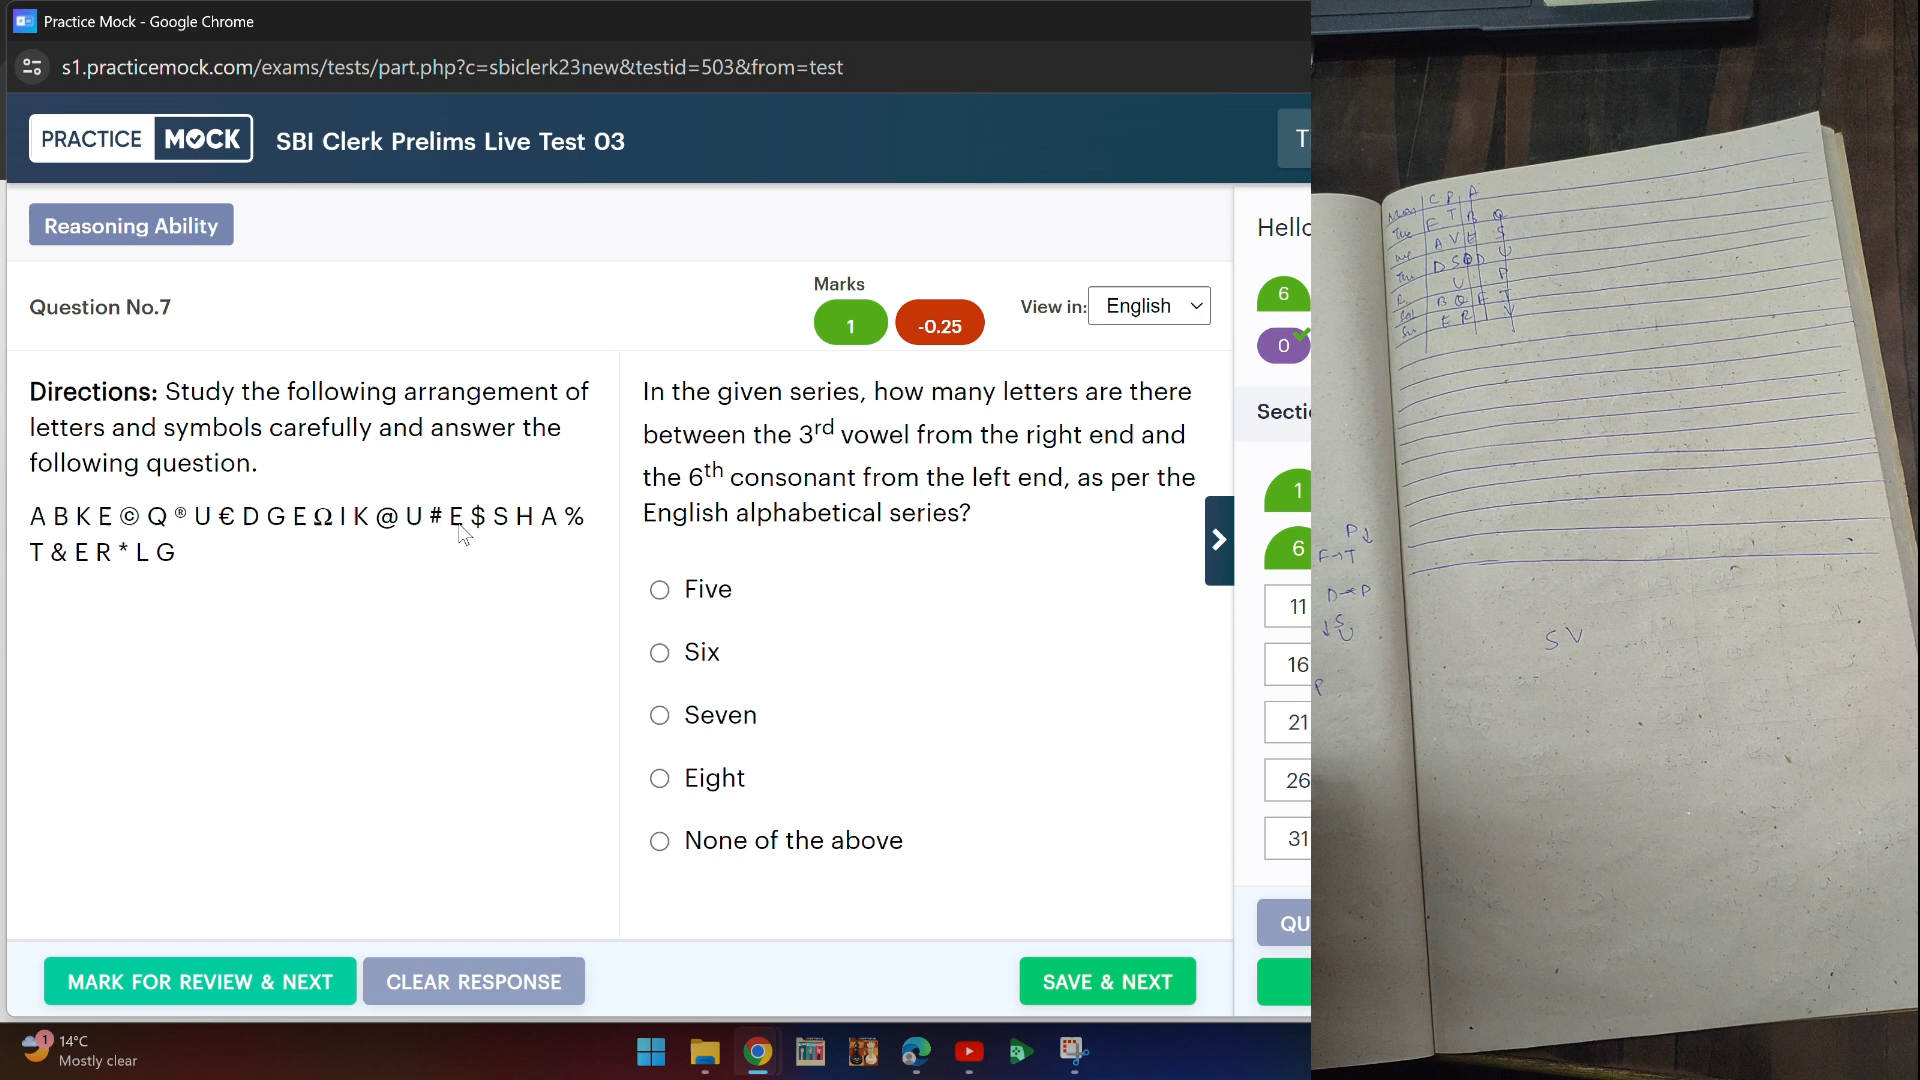 Practice Mock - Google Chrome
s1.practicemock.com/exams/tests/part.php?c=sbiclerk23new&testid=503&from=test
PRACTICE MOCK SBI Clerk Prelims Live Test 03
T
Reasoning Ability
Hello
Question No.7
Marks
1 -0.25
View in: English
6
0
Directions: Study the following arrangement of
letters and symbols carefully and answer the
following question.
A B K E © Q ® U € D G E Ω I K @ U # E $ S H A %
T & E R * L G
In the given series, how many letters are there
between the 3rd vowel from the right end and
the 6th consonant from the left end, as per the
English alphabetical series?
Five
Six
Seven
Eight
None of the above
Secti
1
6
11
16
21
26
31
QU
MARK FOR REVIEW & NEXT
CLEAR RESPONSE
SAVE & NEXT
1
14°C
Mostly clear
Mon C P A
F T B Q
A V E S
U
B Q F T
E R V
P↓
F→T
S
U
P
S V